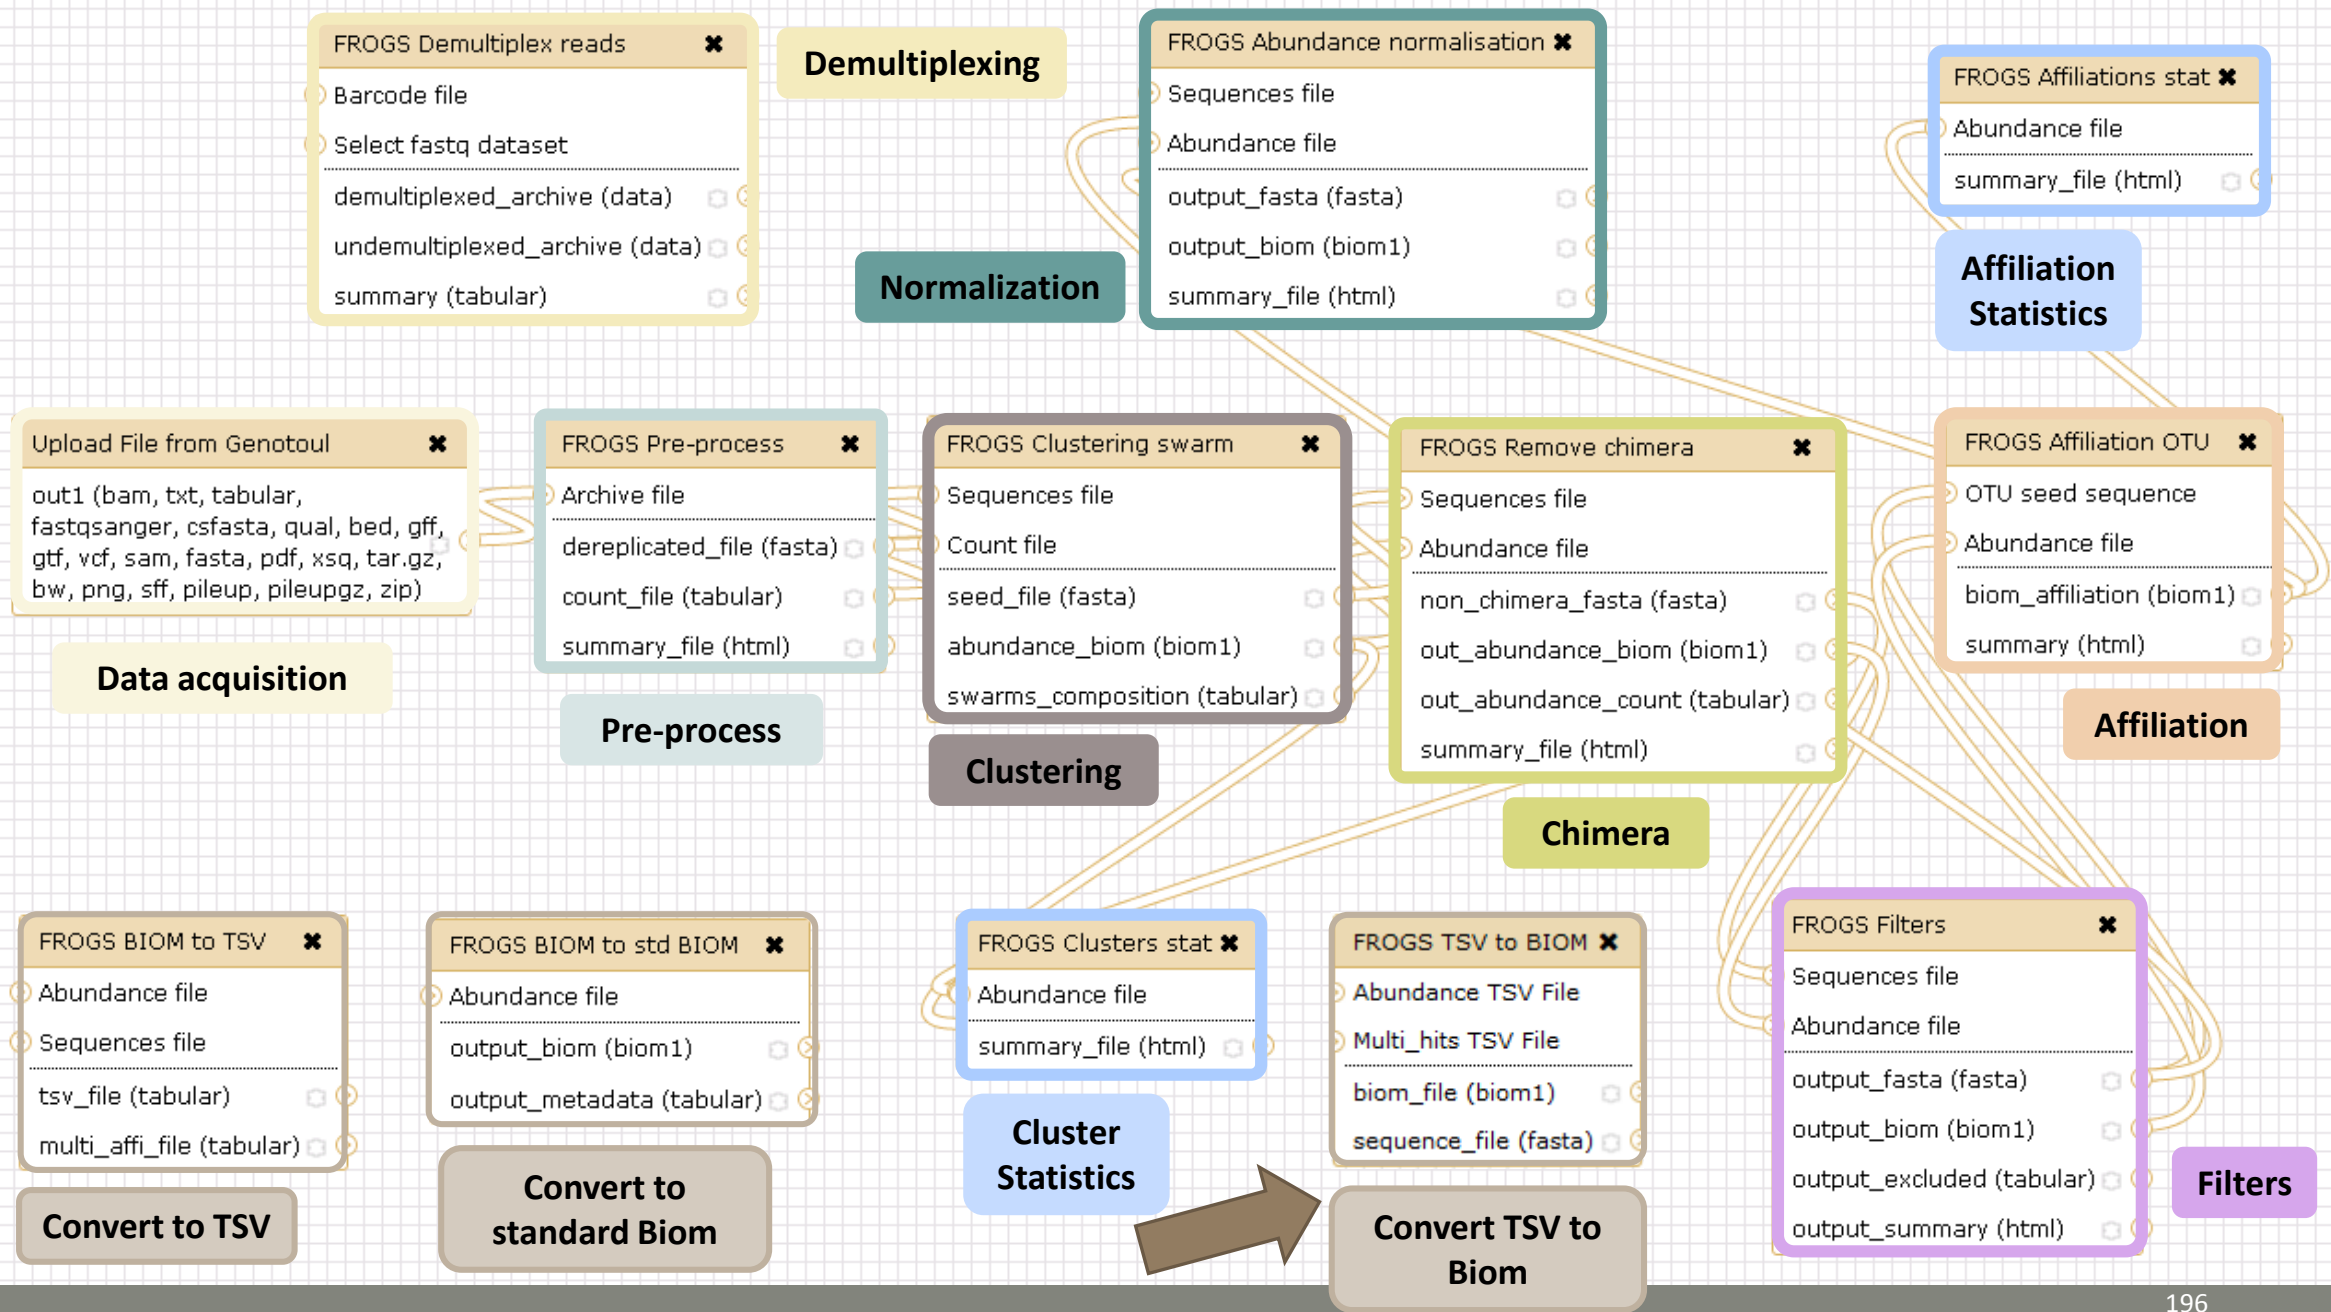 FROGS Demultiplex reads
Barcode file
Select fastq dataset
demultiplexed_archive (data)
undemultiplexed_archive (data)
summary (tabular)
Demultiplexing
FROGS Abundance normalisation
Sequences file
Abundance file
output_fasta (fasta)
output_biom (biom1)
summary_file (html)
Normalization
FROGS Affiliations stat
Abundance file
summary_file (html)
Affiliation
Statistics
Upload File from Genotoul
out1 (bam, txt, tabular,
fastqsanger, csfasta, qual, bed, gff,
gtf, vcf, sam, fasta, pdf, xsq, tar.gz,
bw, png, sff, pileup, pileupgz, zip)
Data acquisition
FROGS Pre-process
Archive file
dereplicated_file (fasta)
count_file (tabular)
summary_file (html)
Pre-process
FROGS Clustering swarm
Sequences file
Count file
seed_file (fasta)
abundance_biom (biom1)
swarms_composition (tabular)
Clustering
FROGS Remove chimera
Sequences file
Abundance file
non_chimera_fasta (fasta)
out_abundance_biom (biom1)
out_abundance_count (tabular)
summary_file (html)
Chimera
FROGS Affiliation OTU
OTU seed sequence
Abundance file
biom_affiliation (biom1)
summary (html)
Affiliation
FROGS BIOM to TSV
Abundance file
Sequences file
tsv_file (tabular)
multi_affi_file (tabular)
Convert to TSV
FROGS BIOM to std BIOM
Abundance file
output_biom (biom1)
output_metadata (tabular)
Convert to
standard Biom
FROGS Clusters stat
Abundance file
summary_file (html)
Cluster
Statistics
FROGS TSV to BIOM
Abundance TSV File
Multi_hits TSV File
biom_file (biom1)
sequence_file (fasta)
Convert TSV to
Biom
FROGS Filters
Sequences file
Abundance file
output_fasta (fasta)
output_biom (biom1)
output_excluded (tabular)
output_summary (html)
Filters
196